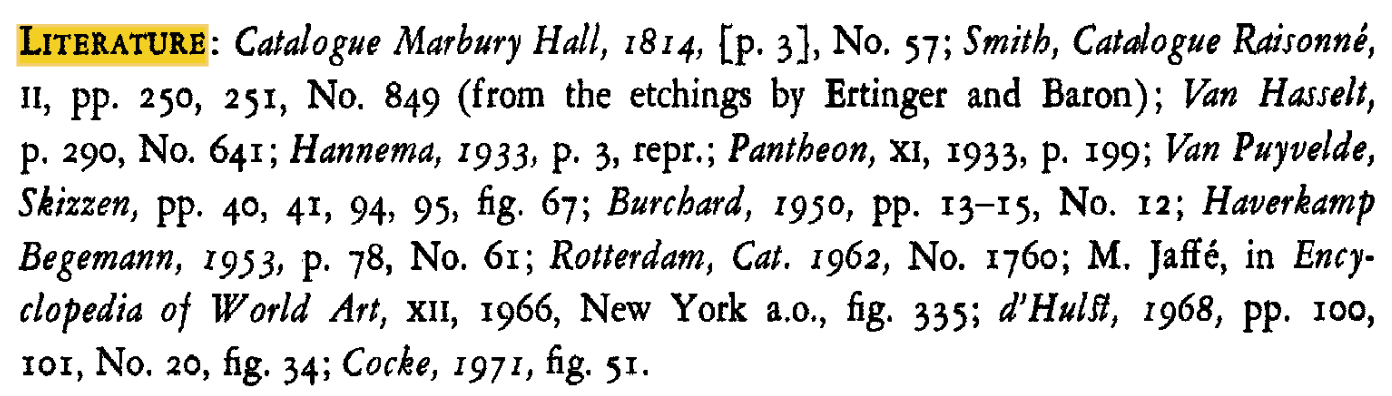 LITERATURE: Catalogue Marbury Hall, 1814, [p. 3], No. 57; Smith, Catalogue Raisonné,
II, pp. 250, 251, No. 849 (from the etchings by Ertinger and Baron); Van Hasselt,
p. 290, No. 641; Hannema, 1933, p. 3, repr.; Pantheon, XI, 1933, p. 199; Van Puyvelde,
Skizzen, pp. 40, 41, 94, 95, fig. 67; Burchard, 1950, pp. 13–15, No. 12; Haverkamp
Begemann, 1953, p. 78, No. 61; Rotterdam, Cat. 1962, No. 1760; M. Jaffé, in Ency-
clopedia of World Art, XII, 1966, New York a.o., fig. 335; d'Hulst, 1968, pp. 100,
101, No. 20, fig. 34; Cocke, 1971, fig. 51.